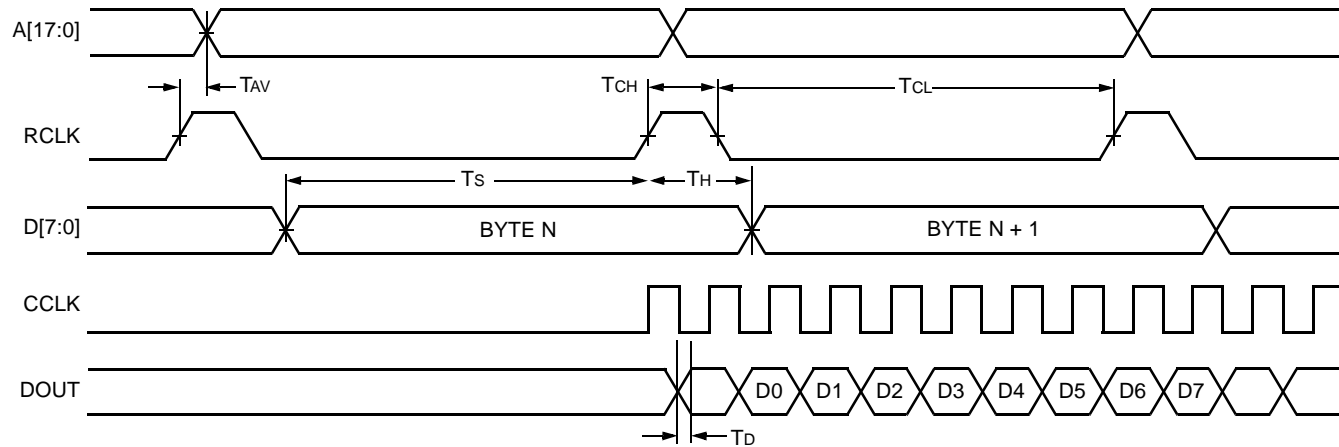 A[17:0]
TAV
TCH
TCL
RCLK
TS
TH
D[7:0]
BYTE N
BYTE N + 1
CCLK
DOUT
D0 D1 D2 D3 D4 D5 D6 D7
TD